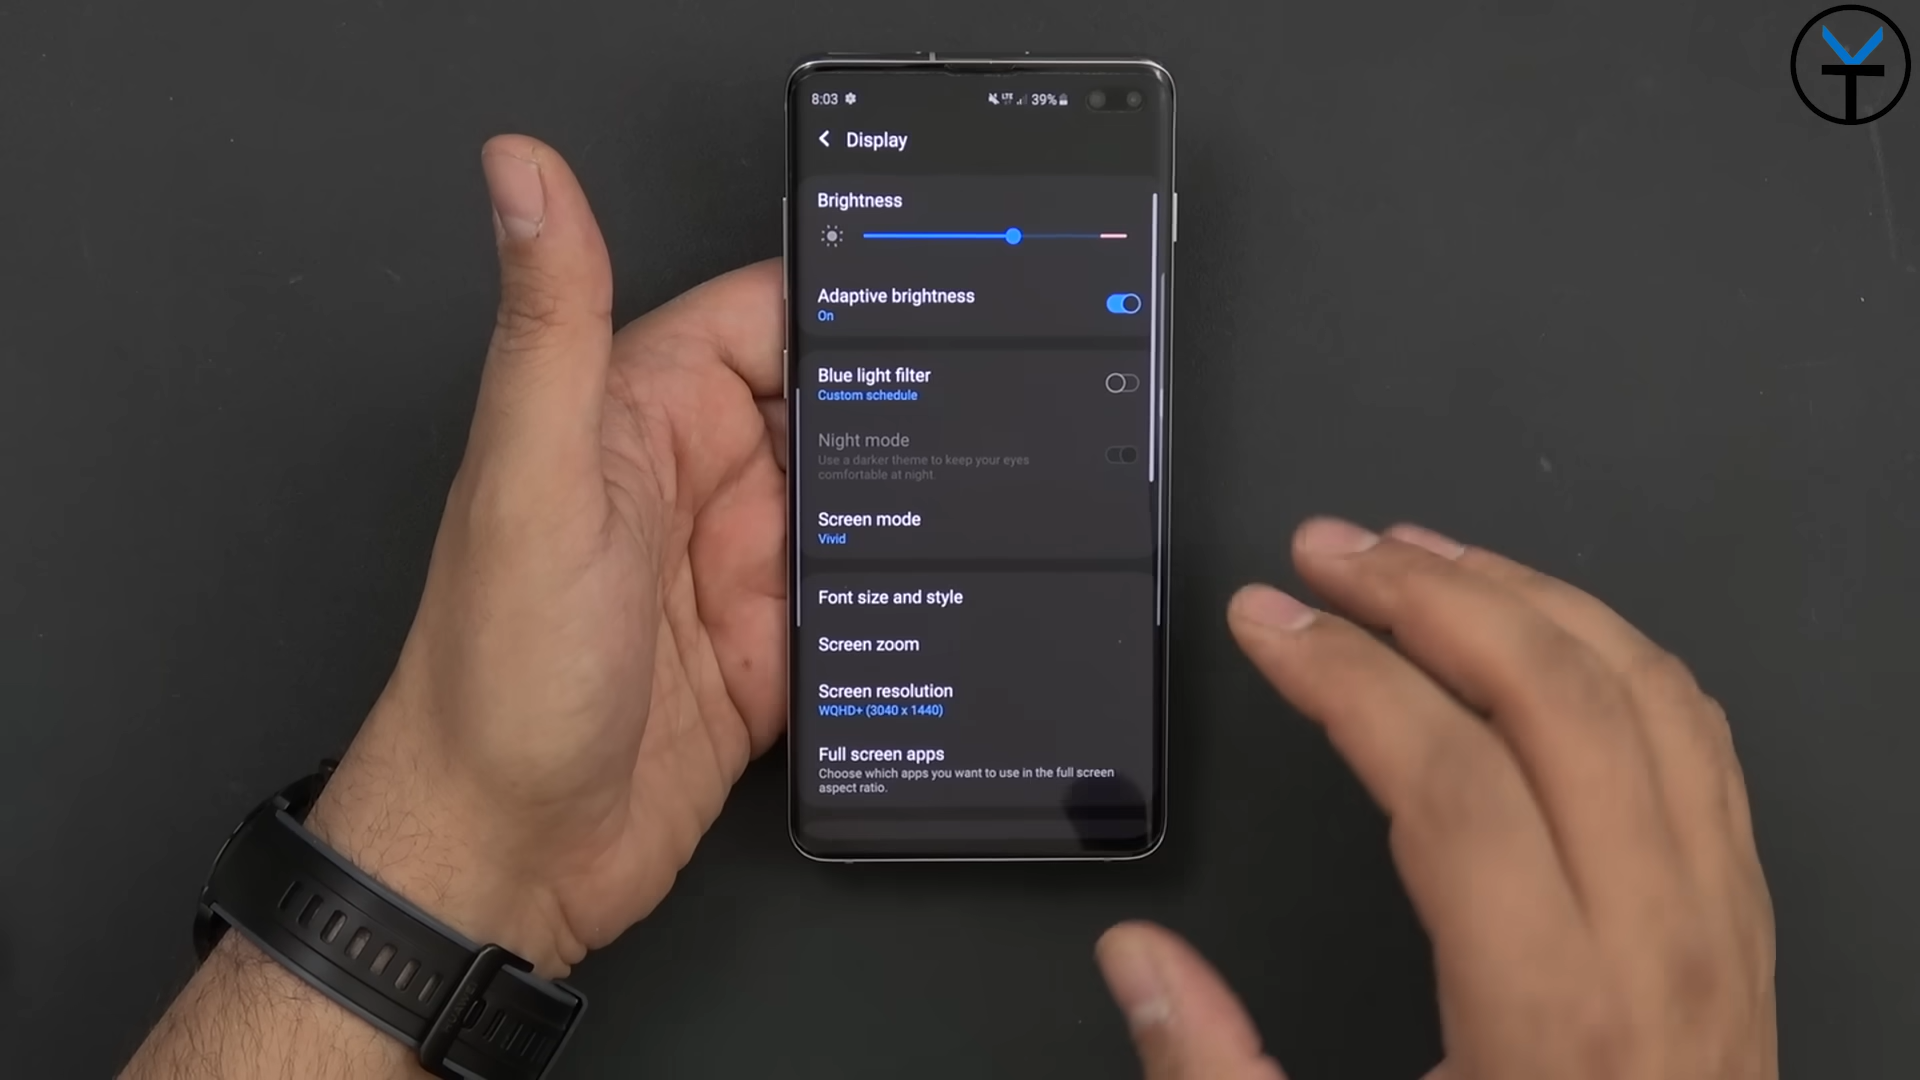 8:03
LTE 39%
Display
Brightness
Adaptive brightness
On
Blue light filter
Custom schedule
Night mode
Use a darker theme to keep your eyes
comfortable at night.
Screen mode
Vivid
Font size and style
Screen zoom
Screen resolution
WQHD+ (3040 x 1440)
Full screen apps
Choose which apps you want to use in the full screen
aspect ratio.
HUAWEI